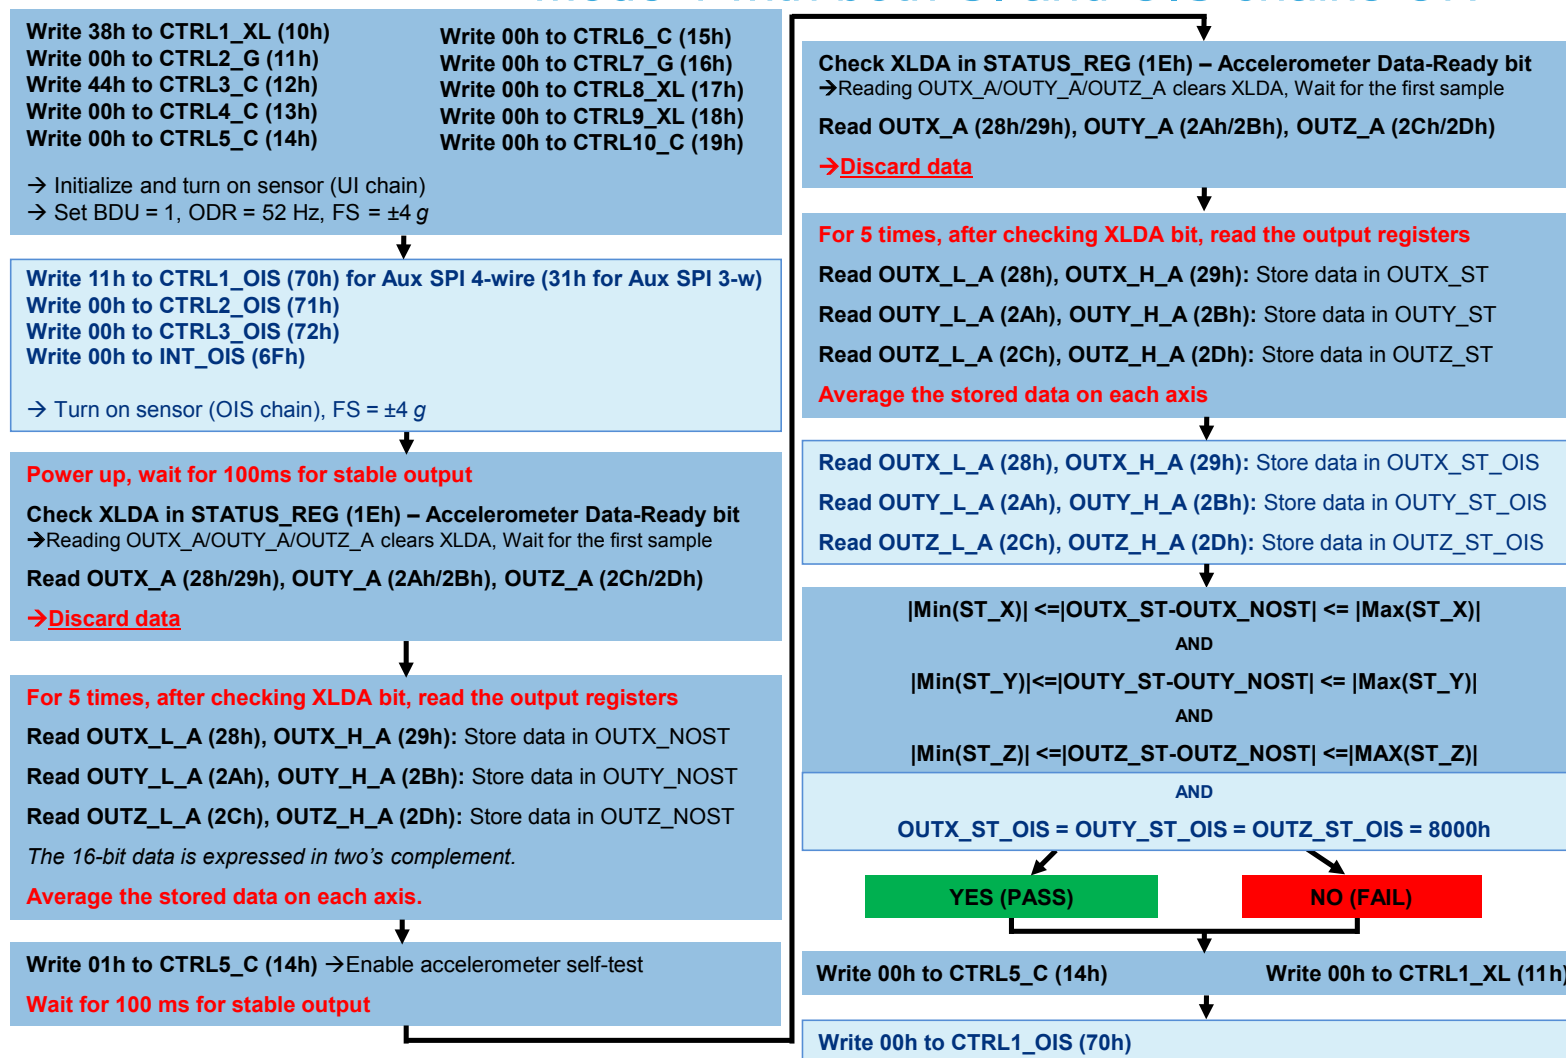 Mode 4 with both UI and OIS chains ON
Write 38h to CTRL1_XL (10h)
Write 00h to CTRL2_G (11h)
Write 44h to CTRL3_C (12h)
Write 00h to CTRL4_C (13h)
Write 00h to CTRL5_C (14h)
Write 00h to CTRL6_C (15h)
Write 00h to CTRL7_G (16h)
Write 00h to CTRL8_XL (17h)
Write 00h to CTRL9_XL (18h)
Write 00h to CTRL10_C (19h)
→ Initialize and turn on sensor (UI chain)
→ Set BDU = 1, ODR = 52 Hz, FS = ±4 g
Write 11h to CTRL1_OIS (70h) for Aux SPI 4-wire (31h for Aux SPI 3-w)
Write 00h to CTRL2_OIS (71h)
Write 00h to CTRL3_OIS (72h)
Write 00h to INT_OIS (6Fh)
→ Turn on sensor (OIS chain), FS = ±4 g
Power up, wait for 100ms for stable output
Check XLDA in STATUS_REG (1Eh) – Accelerometer Data-Ready bit
→Reading OUTX_A/OUTY_A/OUTZ_A clears XLDA, Wait for the first sample
Read OUTX_A (28h/29h), OUTY_A (2Ah/2Bh), OUTZ_A (2Ch/2Dh)
→Discard data
For 5 times, after checking XLDA bit, read the output registers
Read OUTX_L_A (28h), OUTX_H_A (29h): Store data in OUTX_NOST
Read OUTY_L_A (2Ah), OUTY_H_A (2Bh): Store data in OUTY_NOST
Read OUTZ_L_A (2Ch), OUTZ_H_A (2Dh): Store data in OUTZ_NOST
The 16-bit data is expressed in two's complement.
Average the stored data on each axis.
Write 01h to CTRL5_C (14h) →Enable accelerometer self-test
Wait for 100 ms for stable output
Check XLDA in STATUS_REG (1Eh) – Accelerometer Data-Ready bit
→Reading OUTX_A/OUTY_A/OUTZ_A clears XLDA, Wait for the first sample
Read OUTX_A (28h/29h), OUTY_A (2Ah/2Bh), OUTZ_A (2Ch/2Dh)
→Discard data
For 5 times, after checking XLDA bit, read the output registers
Read OUTX_L_A (28h), OUTX_H_A (29h): Store data in OUTX_ST
Read OUTY_L_A (2Ah), OUTY_H_A (2Bh): Store data in OUTY_ST
Read OUTZ_L_A (2Ch), OUTZ_H_A (2Dh): Store data in OUTZ_ST
Average the stored data on each axis
Read OUTX_L_A (28h), OUTX_H_A (29h): Store data in OUTX_ST_OIS
Read OUTY_L_A (2Ah), OUTY_H_A (2Bh): Store data in OUTY_ST_OIS
Read OUTZ_L_A (2Ch), OUTZ_H_A (2Dh): Store data in OUTZ_ST_OIS
|Min(ST_X)| <=|OUTX_ST-OUTX_NOST| <= |Max(ST_X)|
AND
|Min(ST_Y)|<=|OUTY_ST-OUTY_NOST| <= |Max(ST_Y)|
AND
|Min(ST_Z)| <=|OUTZ_ST-OUTZ_NOST| <=|MAX(ST_Z)|
AND
OUTX_ST_OIS = OUTY_ST_OIS = OUTZ_ST_OIS = 8000h
YES (PASS)
NO (FAIL)
Write 00h to CTRL5_C (14h)
Write 00h to CTRL1_XL (11h)
Write 00h to CTRL1_OIS (70h)